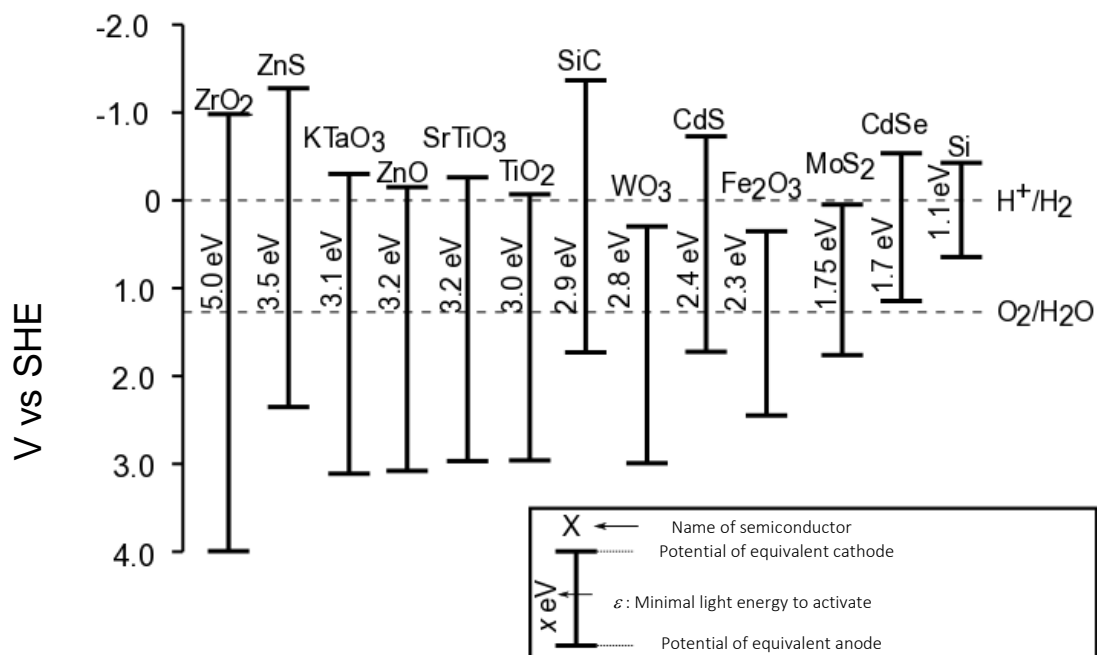 -2.0
-1.0
0
1.0
2.0
3.0
4.0
V vs SHE
ZrO2
5.0 eV
ZnS
3.5 eV
KTaO3
3.1 eV
ZnO
3.2 eV
SrTiO3
3.2 eV
TiO2
3.0 eV
SiC
2.9 eV
WO3
2.8 eV
CdS
2.4 eV
Fe2O3
2.3 eV
MoS2
1.75 eV
CdSe
1.7 eV
Si
1.1 eV
H+/H2
O2/H2O
X
Name of semiconductor
Potential of equivalent cathode
x eV
ε : Minimal light energy to activate
Potential of equivalent anode